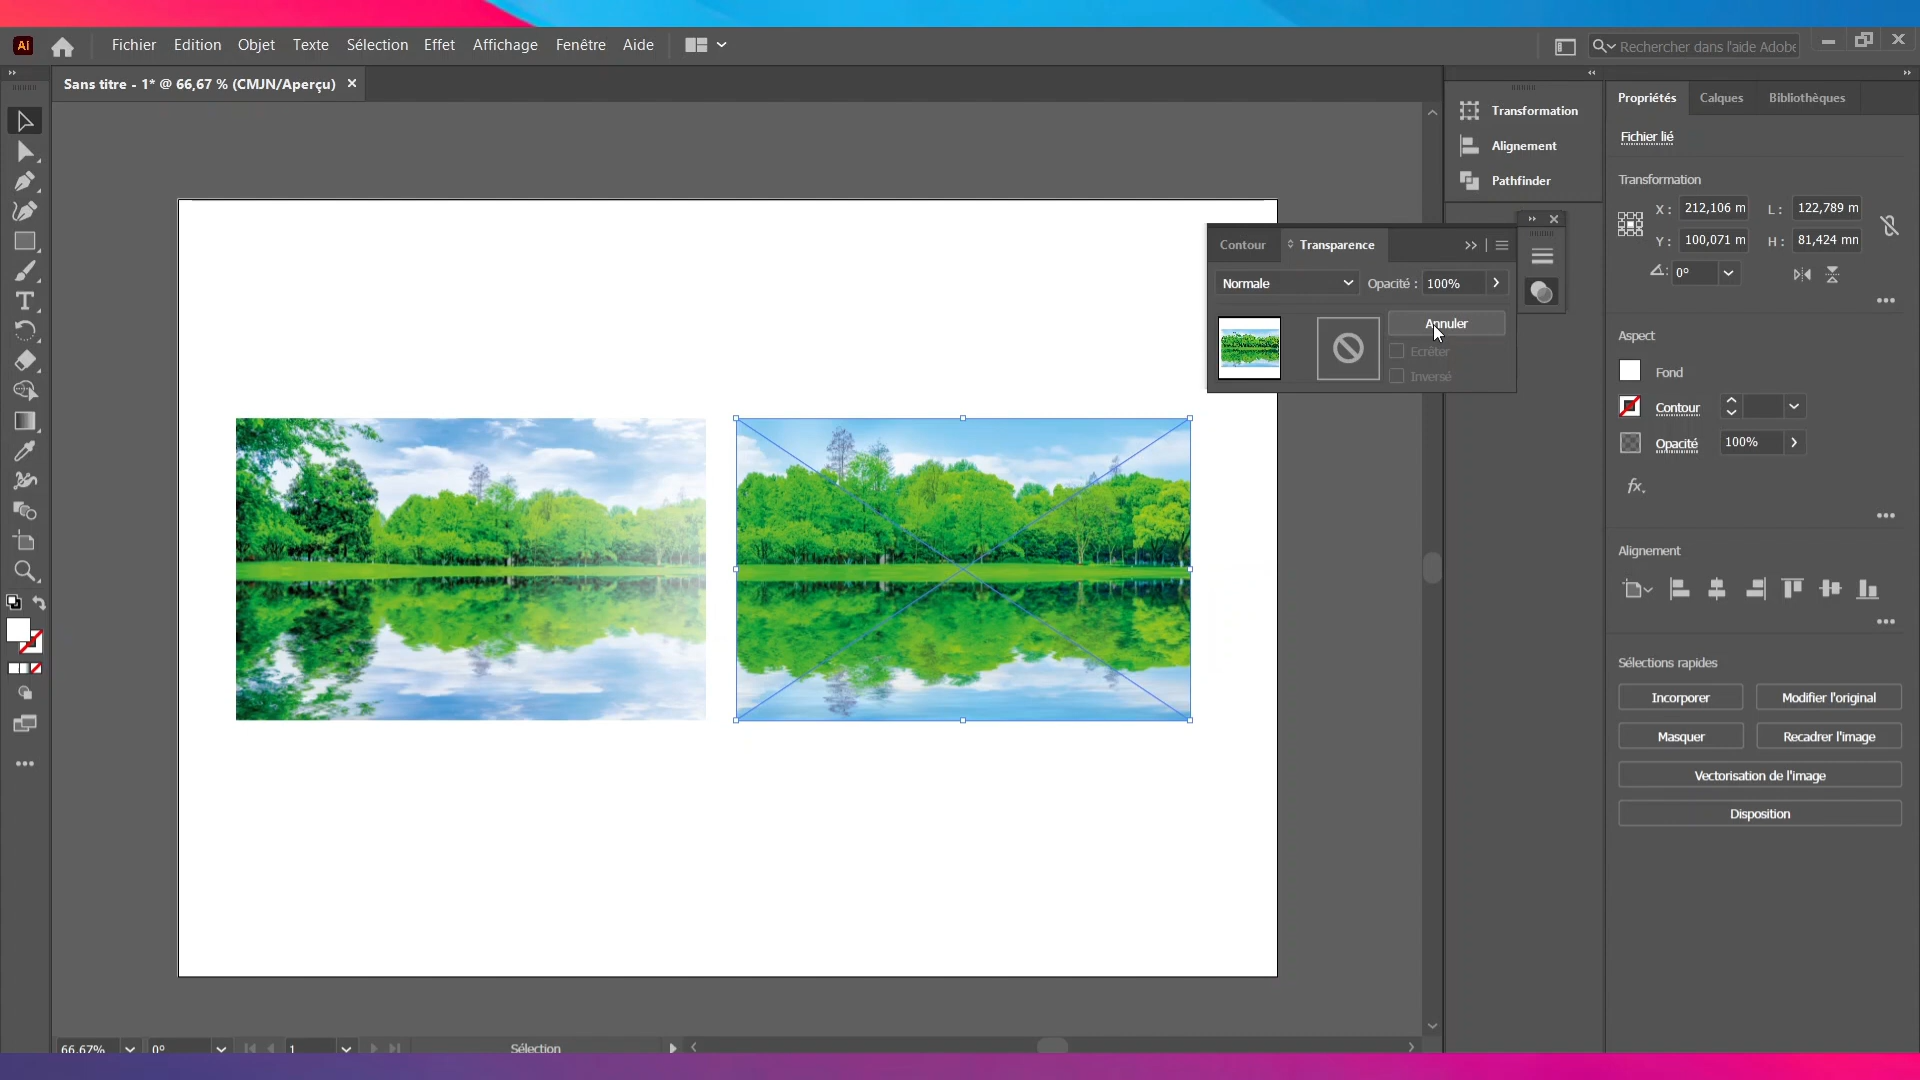 Ai Fichier Edition Objet Texte Sélection Effet Affichage Fenêtre Aide Rechercher dans l'aide Adobe
Sans titre - 1* @ 66,67 % (CMJN/Aperçu)
Transformation
Alignement
Pathfinder
Contour Transparence
Normale Opacité : 100%
Annuler
Ecrêter
Inversé
Propriétés Calques Bibliothèques
Fichier lié
Transformation
X : 212,106 m L : 122,789 m
Y : 100,071 m H : 81,424 mn
0°
Aspect
Fond
Contour
Opacité 100%
fx.
Alignement
Sélections rapides
Incorporer Modifier l'original
Masquer Recadrer l'image
Vectorisation de l'image
Disposition
66,67% 0° 1 Sélection